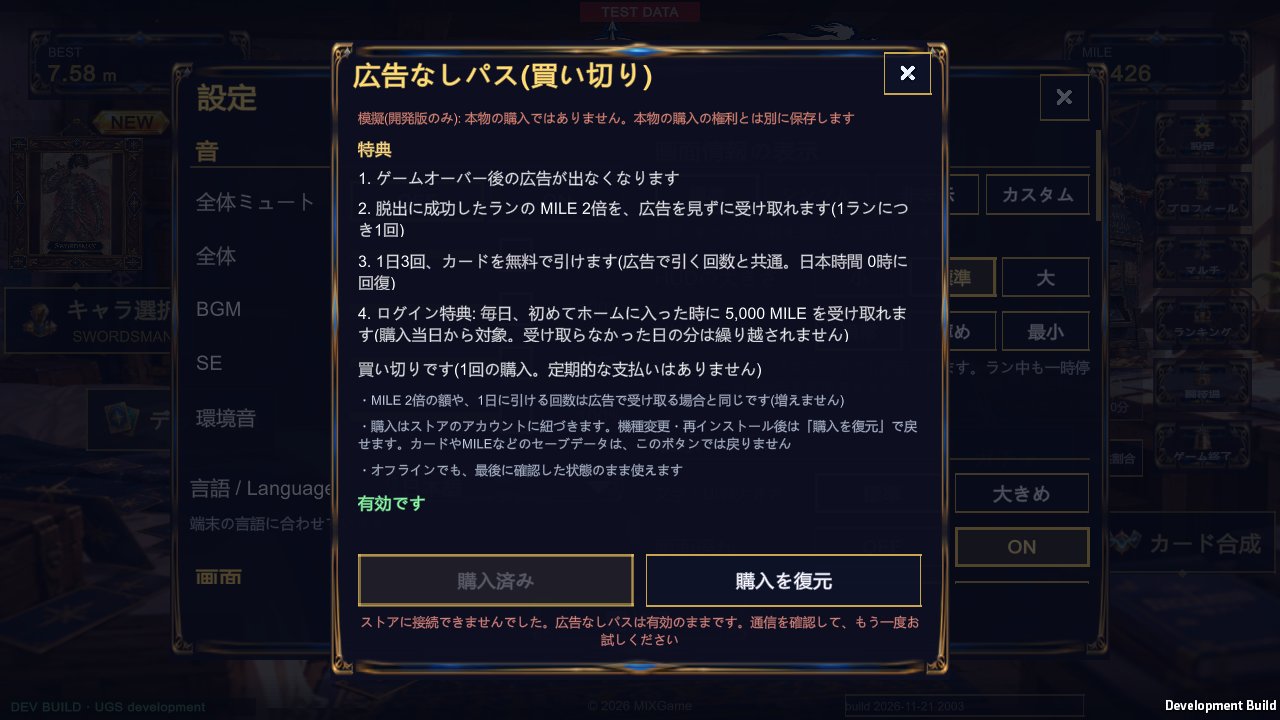 TEST DATA
BEST
7.58 m
MILE
426
NEW
設定
音
全体ミュート
全体
BGM
SE
環境音
言語 / Language
端末の言語に合わせて
画面
キャラ選択
SWORDSMAN
広告なしパス(買い切り)
模擬(開発版のみ): 本物の購入ではありません。本物の購入の権利とは別に保存します
特典
1. ゲームオーバー後の広告が出なくなります
2. 脱出に成功したランの MILE 2倍を、広告を見ずに受け取れます(1ランにつ
き1回)
3. 1日3回、カードを無料で引けます(広告で引く回数と共通。日本時間 0時に
回復)
4. ログイン特典: 毎日、初めてホームに入った時に 5,000 MILE を受け取れま
す(購入当日から対象。受け取らなかった日の分は繰り越されません)
買い切りです(1回の購入。定期的な支払いはありません)
・MILE 2倍の額や、1日に引ける回数は広告で受け取る場合と同じです(増えません)
・購入はストアのアカウントに紐づきます。機種変更・再インストール後は「購入を復元」で戻
せます。カードやMILEなどのセーブデータは、このボタンでは戻りません
・オフラインでも、最後に確認した状態のまま使えます
有効です
購入済み
購入を復元
ストアに接続できませんでした。広告なしパスは有効のままです。通信を確認して、もう一度お
試しください
カスタム
標準
大
最小
ます。ラン中も一時停
大きめ
ON
設定
プロフィール
マルチ
ランキング
ゲーム終了
カード合成
DEV BUILD · UGS development
© 2026 MIXGame
build 2026-11-21 2003
Development Build